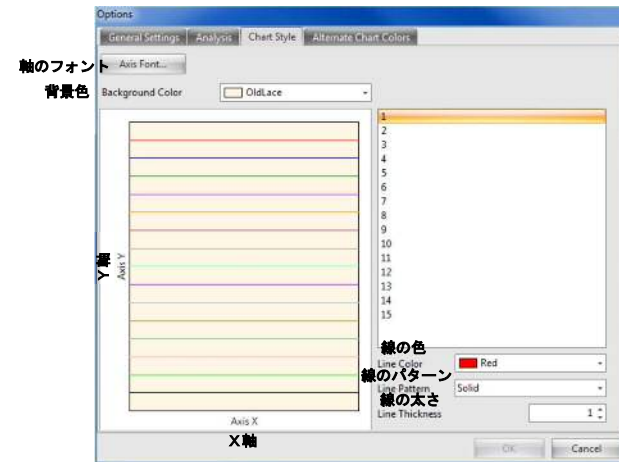 Options
General Settings Analysis Chart Style Alternate Chart Colors
軸のフォント Axis Font...
背景色 Background Color OldLace
1
2
3
4
5
6
7
8
9
10
11
12
13
14
15
Y軸
Axis Y
Axis X
X軸
線の色
Line Color Red
線のパターン
Line Pattern Solid
線の太さ
Line Thickness 1
OK Cancel